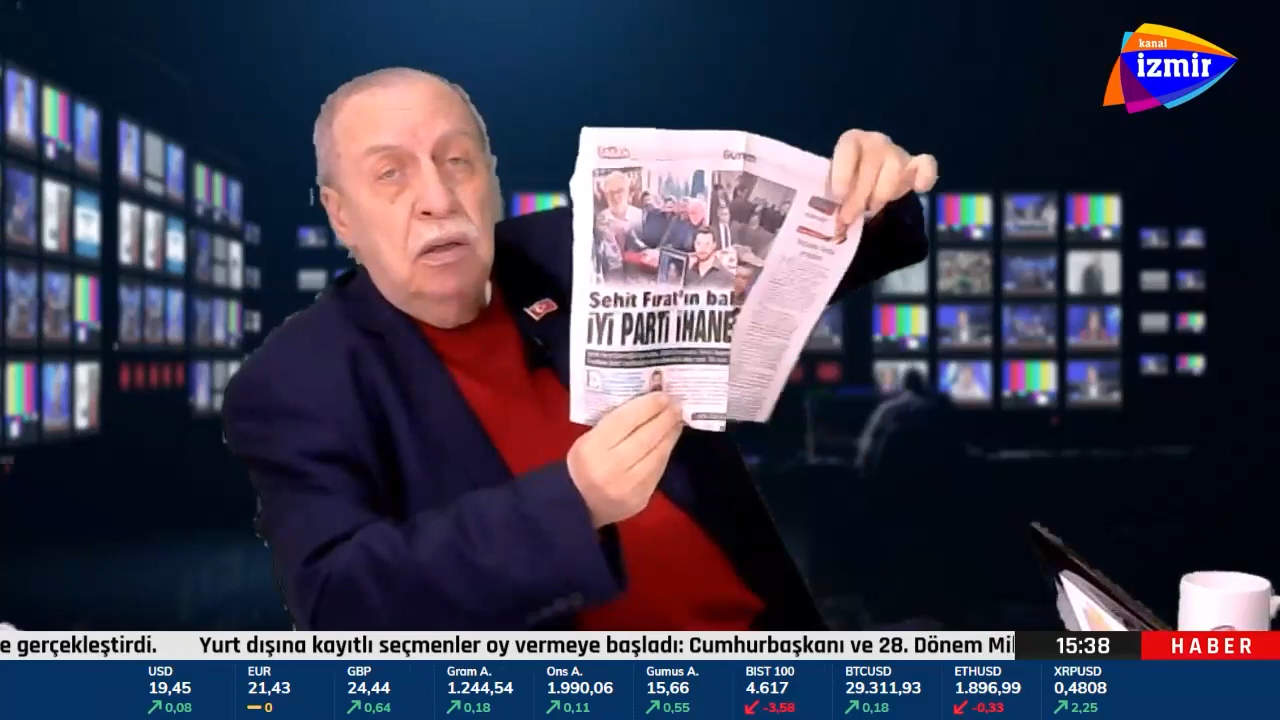 kanal
izmir
Günd
Şehit Fırat'ın bal
İYİ PARTİ İHANE
e gerçekleştirdi. Yurt dışına kayıtlı seçmenler oy vermeye başladı: Cumhurbaşkanı ve 28. Dönem Mil
15:38
HABER
USD EUR GBP Gram A. Ons A. Gumus A. BIST 100 BTCUSD ETHUSD XRPUSD
19,45 21,43 24,44 1.244,54 1.990,06 15,66 4.617 29.311,93 1.896,99 0,4808
0,08 0 0,64 0,18 0,11 0,55 -3,58 0,18 -0,33 2,25